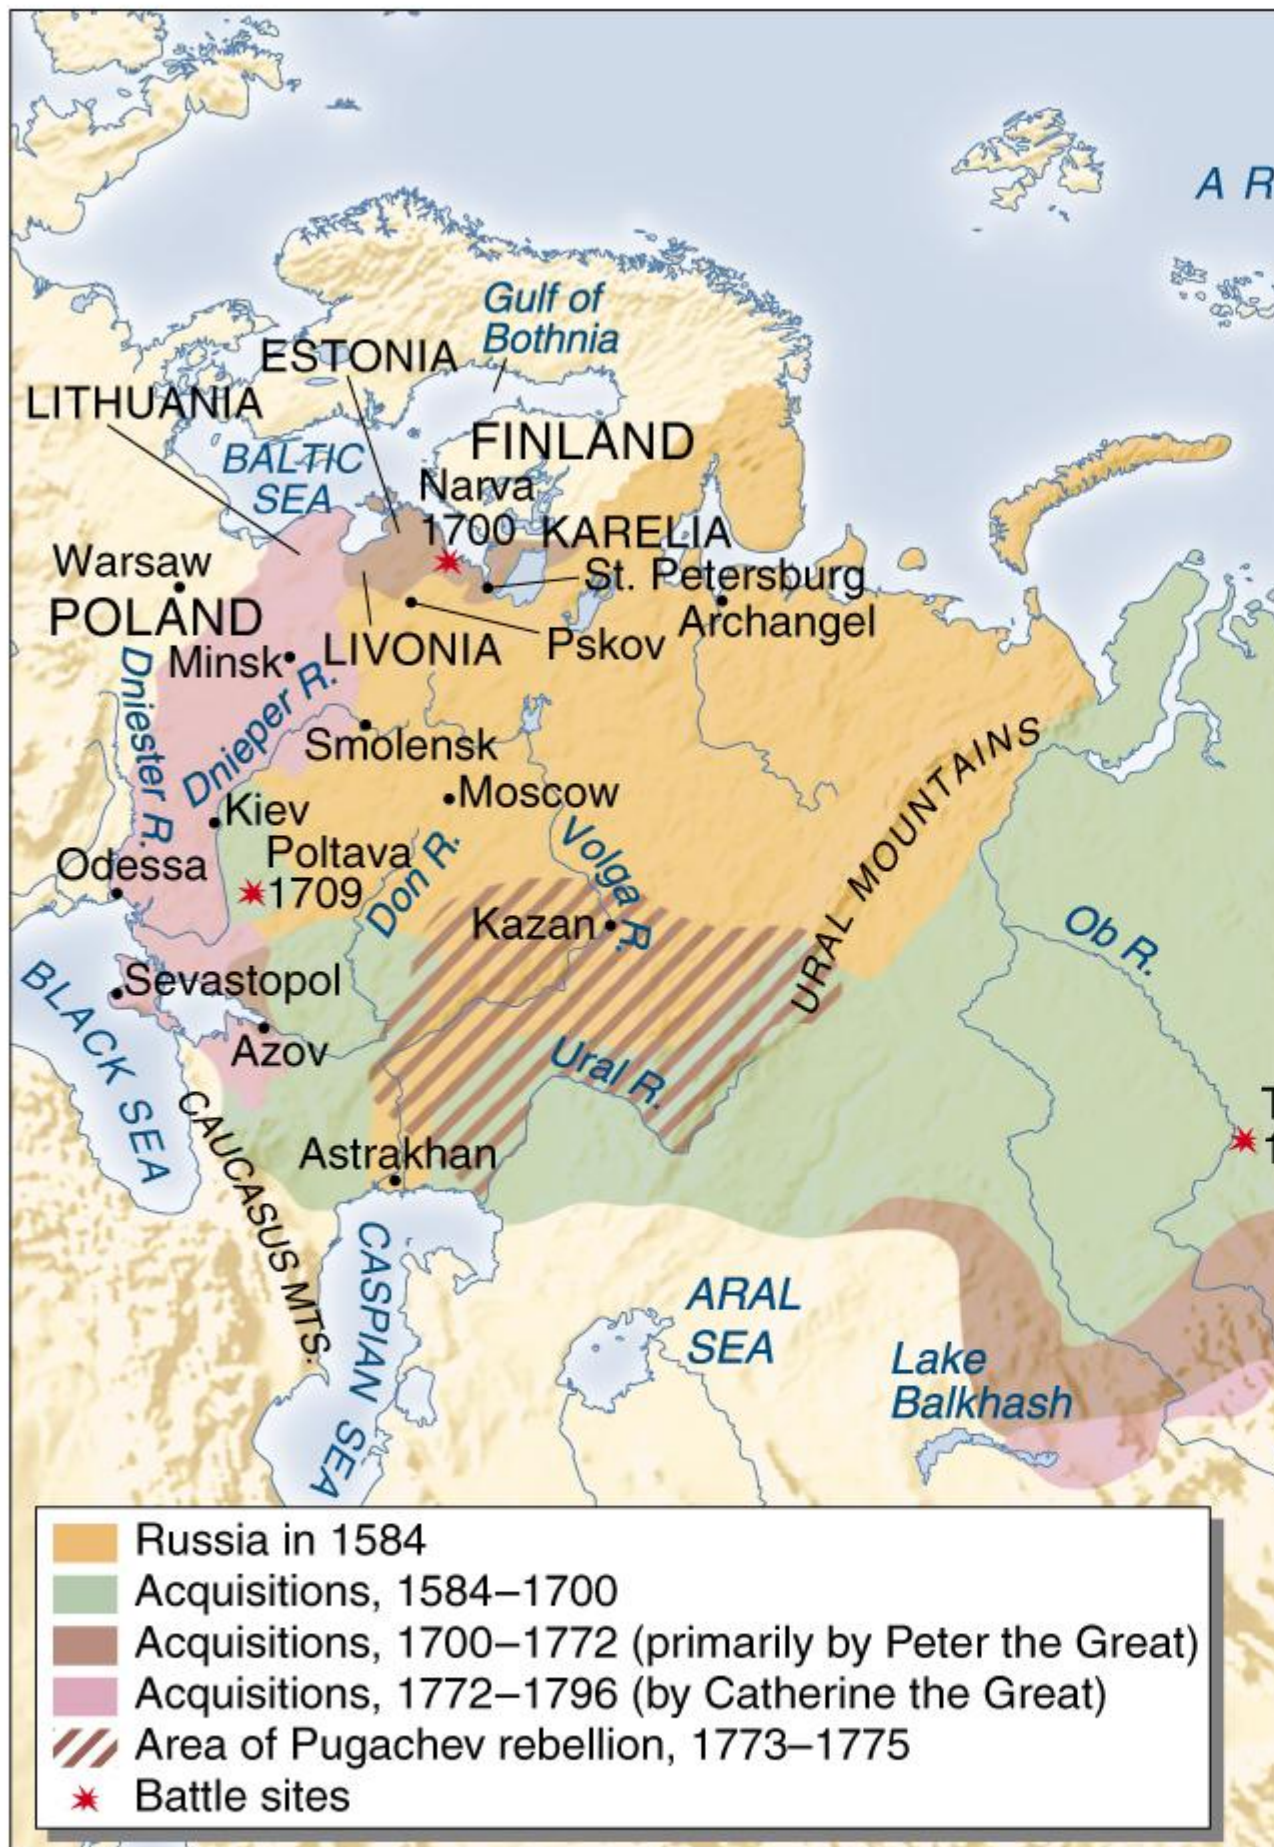 A R
Gulf of
Bothnia
ESTONIA
LITHUANIA
BALTIC
SEA
FINLAND
Narva
1700
KARELIA
Warsaw
St. Petersburg
POLAND
Archangel
Minsk
LIVONIA
Pskov
Dniester R.
Dnieper R.
Smolensk
URAL MOUNTAINS
Moscow
Kiev
Volga R.
Poltava
1709
Don R.
Odessa
Kazan
Ob R.
Sevastopol
BLACK SEA
Azov
Ural R.
CAUCASUS MTS.
Astrakhan
T
1
CASPIAN SEA
ARAL
SEA
Lake
Balkhash
Russia in 1584
Acquisitions, 1584–1700
Acquisitions, 1700–1772 (primarily by Peter the Great)
Acquisitions, 1772–1796 (by Catherine the Great)
Area of Pugachev rebellion, 1773–1775
Battle sites